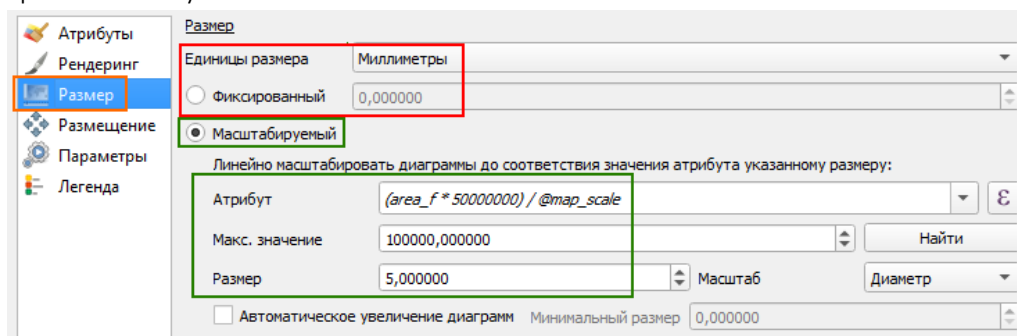 Атрибуты
Рендеринг
Размер
Размещение
Параметры
Легенда
Размер
Единицы размера Миллиметры
Фиксированный 0,000000
Масштабируемый
Линейно масштабировать диаграммы до соответствия значения атрибута указанному размеру:
Атрибут (area_f * 50000000) / @map_scale ε
Макс. значение 100000,000000 Найти
Размер 5,000000 Масштаб Диаметр
Автоматическое увеличение диаграмм Минимальный размер 0,000000